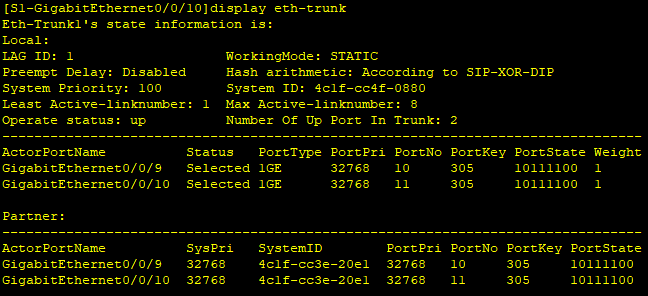 [S1-GigabitEthernet0/0/10]display eth-trunk
Eth-Trunk1's state information is:
Local:
LAG ID: 1 WorkingMode: STATIC
Preempt Delay: Disabled Hash arithmetic: According to SIP-XOR-DIP
System Priority: 100 System ID: 4c1f-cc4f-0880
Least Active-linknumber: 1 Max Active-linknumber: 8
Operate status: up Number Of Up Port In Trunk: 2
--------------------------------------------------------------------------------
ActorPortName Status PortType PortPri PortNo PortKey PortState Weight
GigabitEthernet0/0/9 Selected 1GE 32768 10 305 10111100 1
GigabitEthernet0/0/10 Selected 1GE 32768 11 305 10111100 1
Partner:
--------------------------------------------------------------------------------
ActorPortName SysPri SystemID PortPri PortNo PortKey PortState
GigabitEthernet0/0/9 32768 4c1f-cc3e-20e1 32768 10 305 10111100
GigabitEthernet0/0/10 32768 4c1f-cc3e-20e1 32768 11 305 10111100